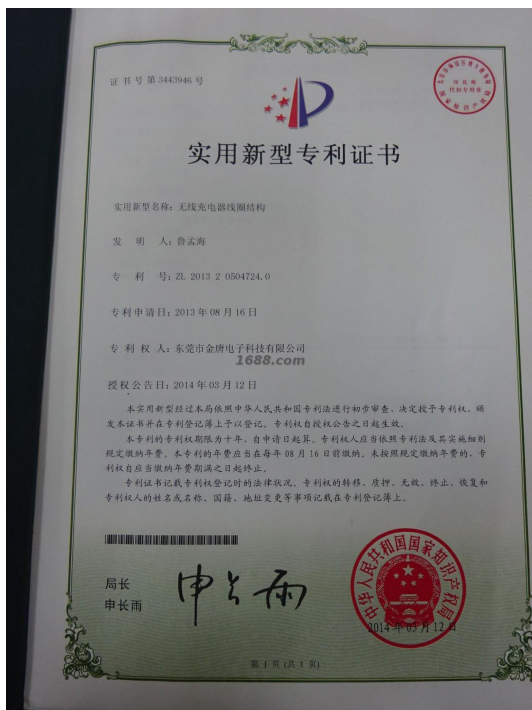 证书号第3443946号
实用新型专利证书
实用新型名称：无线充电器线圈结构
发明人：鲁孟海
专利号：ZL 2013 2 0504724.0
专利申请日：2013年08月16日
专利权人：东莞市金唐电子科技有限公司
1688.com
授权公告日：2014年03月12日
本实用新型经过本局依照中华人民共和国专利法进行初步审查，决定授予专利权，颁
发本证书并在专利登记簿上予以登记。专利权自授权公告之日起生效。
本专利的专利权期限为十年，自申请日起算。专利权人应当依照专利法及其实施细则
规定缴纳年费。本专利的年费应当在每年08月16日前缴纳。未按照规定缴纳年费的，专
利权自应当缴纳年费期满之日起终止。
专利证书记载专利权登记时的法律状况。专利权的转移、质押、无效、终止、恢复和
专利权人的姓名或名称、国籍、地址变更等事项记载在专利登记簿上。
局长
申长雨
申长雨
中华人民共和国国家知识产权局
2014年03月12日
第1页（共1页）